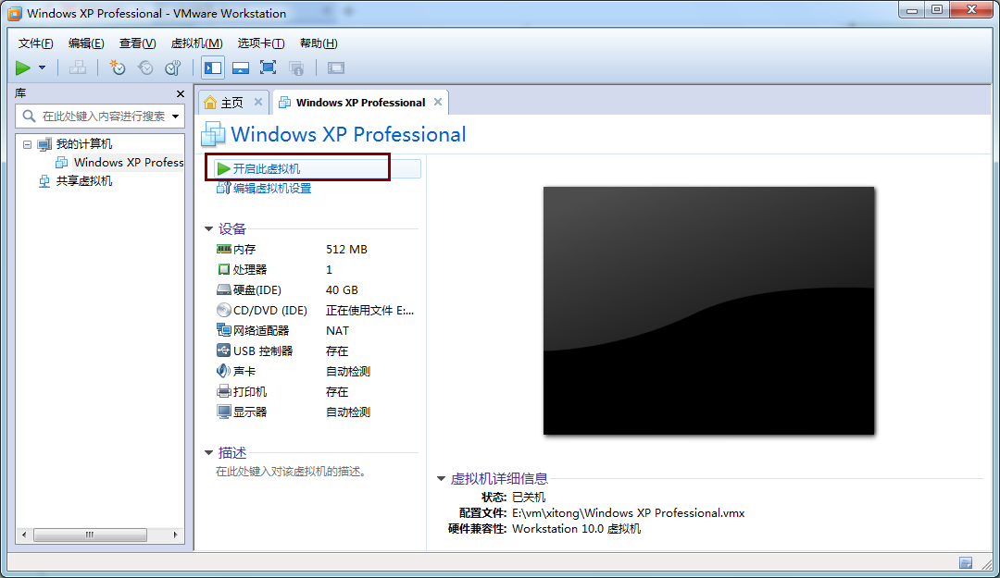 Windows XP Professional - VMware Workstation
文件(F) 编辑(E) 查看(V) 虚拟机(M) 选项卡(T) 帮助(H)
库
在此处键入内容进行搜索
我的计算机
Windows XP Profess
共享虚拟机
主页 Windows XP Professional
Windows XP Professional
开启此虚拟机
编辑虚拟机设置
设备
内存 512 MB
处理器 1
硬盘(IDE) 40 GB
CD/DVD (IDE) 正在使用文件 E:...
网络适配器 NAT
USB 控制器 存在
声卡 自动检测
打印机 存在
显示器 自动检测
描述
在此处键入对该虚拟机的描述。
虚拟机详细信息
状态: 已关机
配置文件: E:\vm\xitong\Windows XP Professional.vmx
硬件兼容性: Workstation 10.0 虚拟机